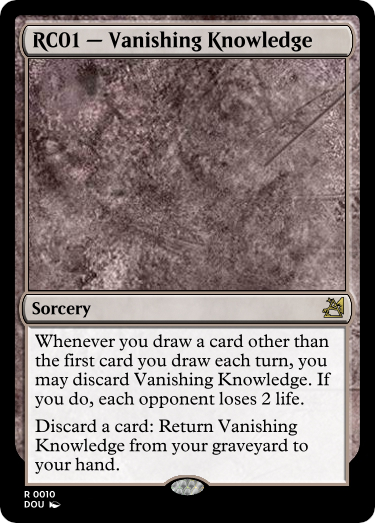 RC01 — Vanishing Knowledge
Sorcery
Whenever you draw a card other than
the first card you draw each turn, you
may discard Vanishing Knowledge. If
you do, each opponent loses 2 life.
Discard a card: Return Vanishing
Knowledge from your graveyard to
your hand.
R 0010
DOU